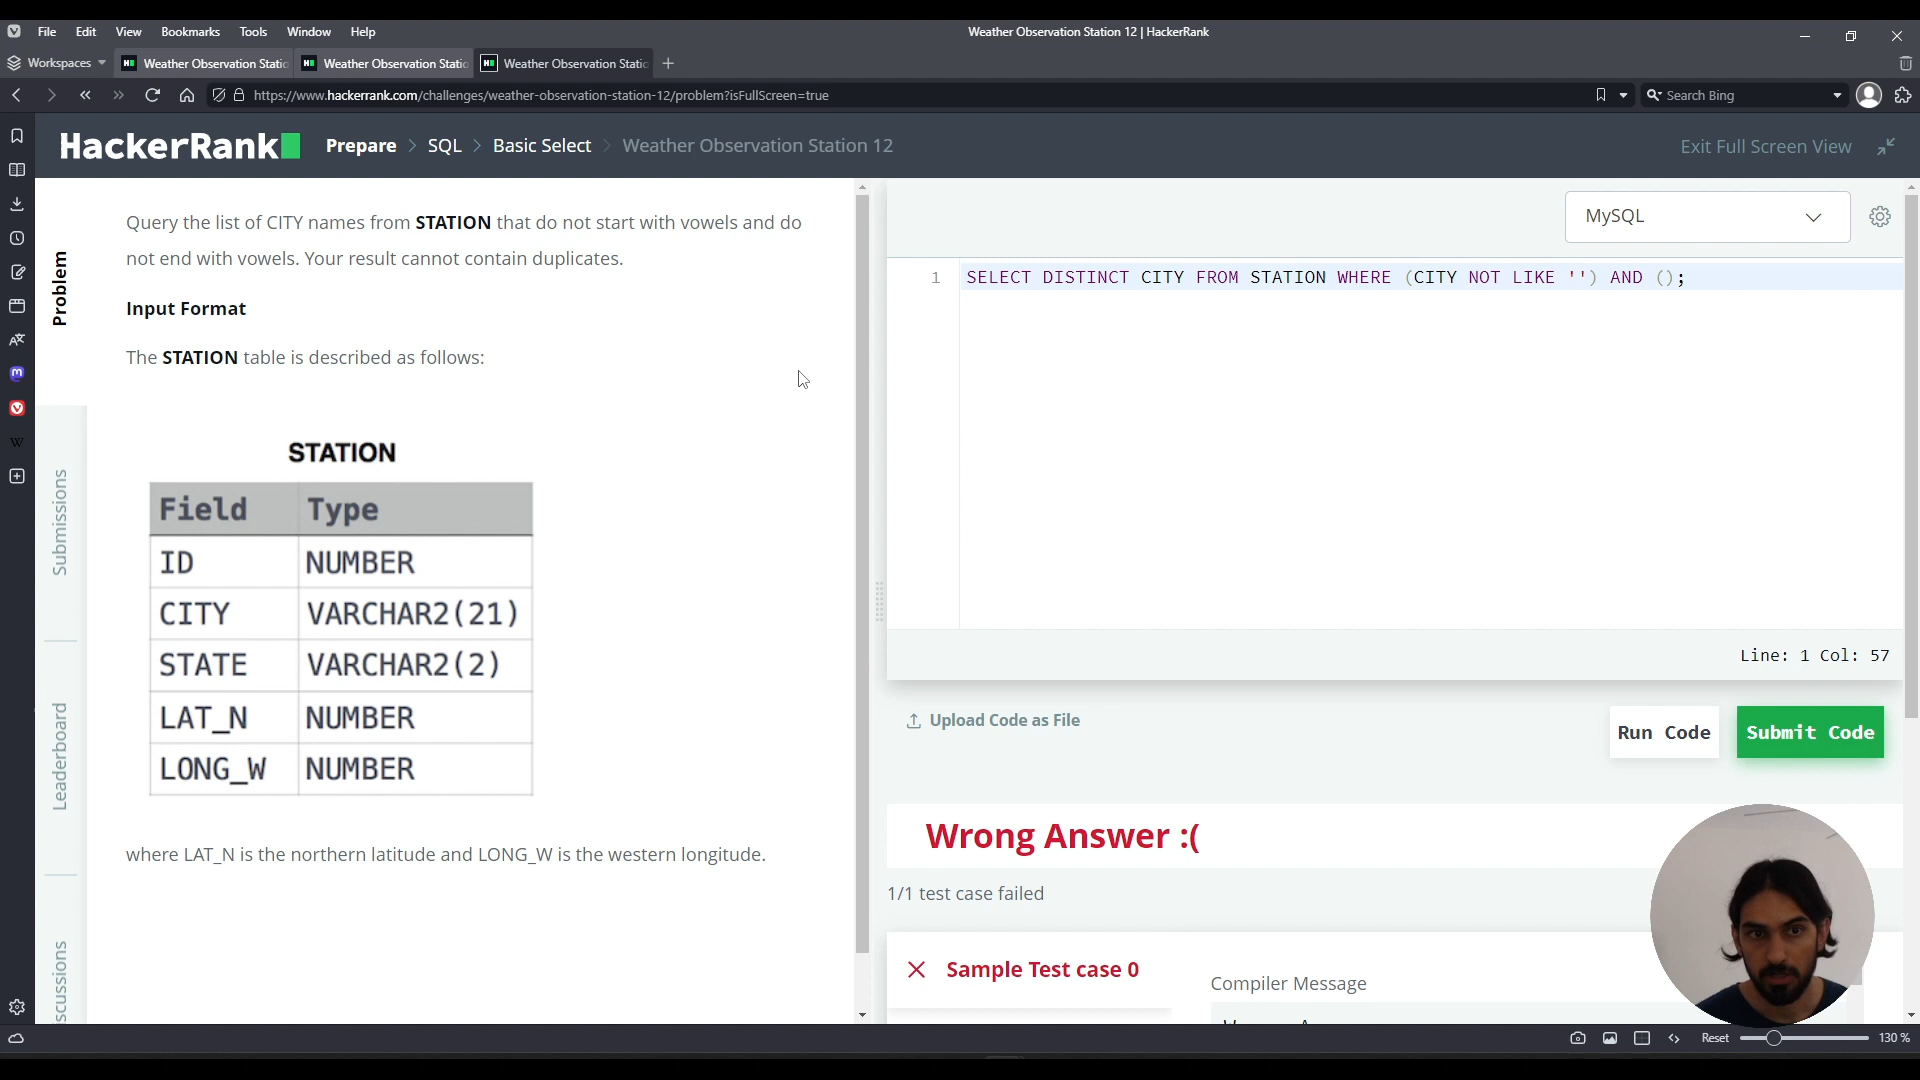 File Edit View Bookmarks Tools Window Help
Weather Observation Station 12 | HackerRank
Workspaces
Weather Observation Static
Weather Observation Static
Weather Observation Static
https://www.hackerrank.com/challenges/weather-observation-station-12/problem?isFullScreen=true
Search Bing
HackerRank
Prepare > SQL > Basic Select > Weather Observation Station 12
Exit Full Screen View
Problem
Submissions
Leaderboard
Query the list of CITY names from STATION that do not start with vowels and do
not end with vowels. Your result cannot contain duplicates.
Input Format
The STATION table is described as follows:
STATION
Field Type
ID NUMBER
CITY VARCHAR2(21)
STATE VARCHAR2(2)
LAT_N NUMBER
LONG_W NUMBER
where LAT_N is the northern latitude and LONG_W is the western longitude.
MySQL
1 SELECT DISTINCT CITY FROM STATION WHERE (CITY NOT LIKE '') AND ();
Line: 1 Col: 57
Upload Code as File
Run Code
Submit Code
Wrong Answer :(
1/1 test case failed
Sample Test case 0
Compiler Message
Reset
130 %